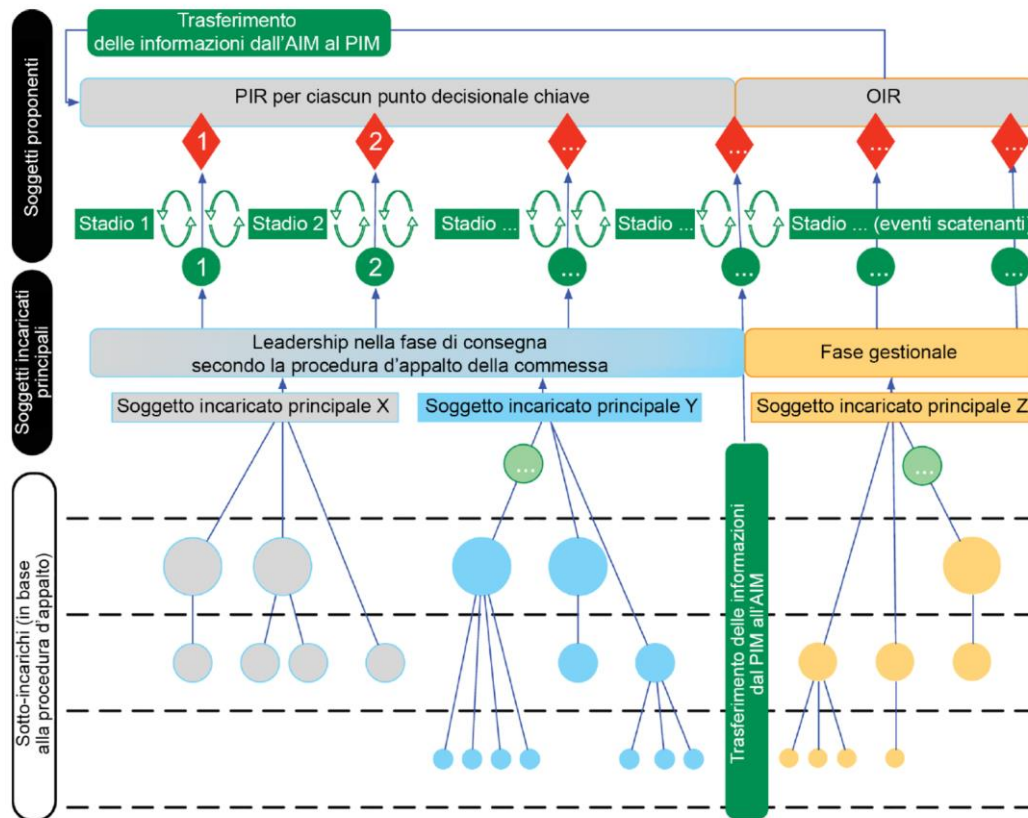 Trasferimento
delle informazioni dall'AIM al PIM
Soggetti proponenti
PIR per ciascun punto decisionale chiave
OIR
1
2
...
...
...
...
Stadio 1
Stadio 2
Stadio ...
Stadio ...
Stadio ... (eventi scatenanti)
1
2
...
...
...
...
Soggetti incaricati
principali
Leadership nella fase di consegna
secondo la procedura d'appalto della commessa
Fase gestionale
Soggetto incaricato principale X
Soggetto incaricato principale Y
Soggetto incaricato principale Z
...
...
Sotto-incarichi (in base
alla procedura d'appalto)
Trasferimento delle informazioni
dal PIM all'AIM